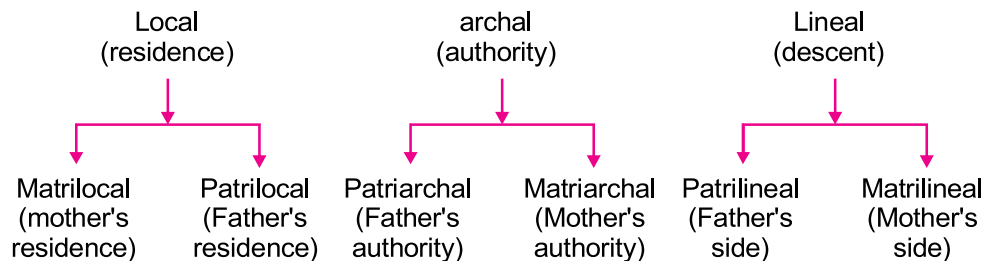 Local
(residence)
archal
(authority)
Lineal
(descent)
Matrilocal
(mother's
residence)
Patrilocal
(Father's
residence)
Patriarchal
(Father's
authority)
Matriarchal
(Mother's
authority)
Patrilineal
(Father's
side)
Matrilineal
(Mother's
side)